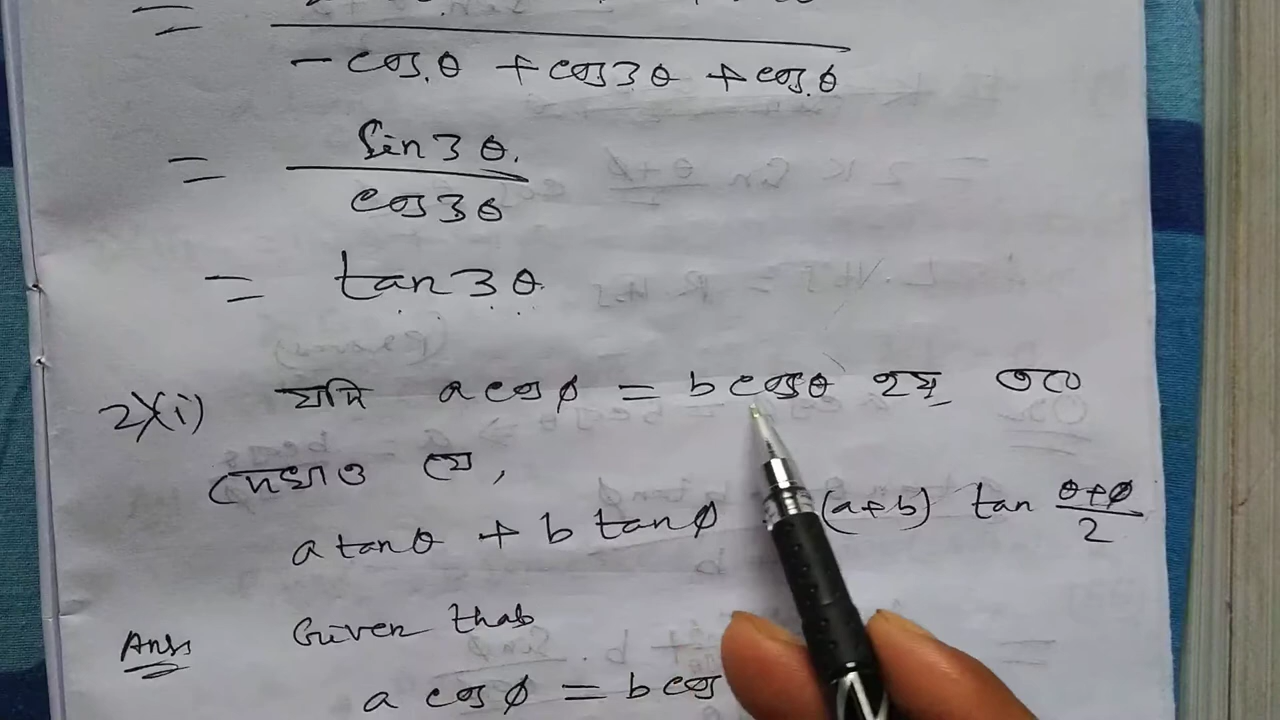 =
- cos θ + cos 3θ + cos θ
= sin 3θ / cos 3θ
= tan 3θ
2)(i) যদি a cos ϕ = b cos θ হয় তবে
দেখাও যে,
a tan θ + b tan ϕ (a+b) tan θ+ϕ / 2
Ans Given that
a cos ϕ = b cos